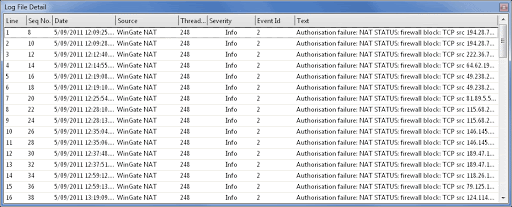 Log File Detail
Line Seq No. Date Source Thread... Severity Event Id Text
1 8 5/09/2011 12:09:25... WinGate NAT 248 Info 2 Authorisation failure: NAT STATUS: firewall block: TCP src 194.28.7...
2 10 5/09/2011 12:09:28... WinGate NAT 248 Info 2 Authorisation failure: NAT STATUS: firewall block: TCP src 194.28.7...
3 12 5/09/2011 12:12:40... WinGate NAT 248 Info 2 Authorisation failure: NAT STATUS: firewall block: TCP src 222.36.7...
4 14 5/09/2011 12:14:55... WinGate NAT 248 Info 2 Authorisation failure: NAT STATUS: firewall block: TCP src 64.62.19...
5 16 5/09/2011 12:19:08... WinGate NAT 248 Info 2 Authorisation failure: NAT STATUS: firewall block: TCP src 49.238.2...
6 18 5/09/2011 12:19:10... WinGate NAT 248 Info 2 Authorisation failure: NAT STATUS: firewall block: TCP src 49.238.2...
7 20 5/09/2011 12:25:54... WinGate NAT 248 Info 2 Authorisation failure: NAT STATUS: firewall block: TCP src 81.89.5.5...
8 22 5/09/2011 12:28:10... WinGate NAT 248 Info 2 Authorisation failure: NAT STATUS: firewall block: TCP src 115.68.2...
9 24 5/09/2011 12:28:13... WinGate NAT 248 Info 2 Authorisation failure: NAT STATUS: firewall block: TCP src 115.68.2...
10 26 5/09/2011 12:35:04... WinGate NAT 248 Info 2 Authorisation failure: NAT STATUS: firewall block: TCP src 146.145....
11 28 5/09/2011 12:35:06... WinGate NAT 248 Info 2 Authorisation failure: NAT STATUS: firewall block: TCP src 146.145....
12 30 5/09/2011 12:37:48... WinGate NAT 248 Info 2 Authorisation failure: NAT STATUS: firewall block: TCP src 189.47.1...
13 32 5/09/2011 12:37:51... WinGate NAT 248 Info 2 Authorisation failure: NAT STATUS: firewall block: TCP src 189.47.1...
14 34 5/09/2011 12:59:12... WinGate NAT 248 Info 2 Authorisation failure: NAT STATUS: firewall block: TCP src 118.26.1...
15 36 5/09/2011 12:59:13... WinGate NAT 248 Info 2 Authorisation failure: NAT STATUS: firewall block: TCP src 79.125.1...
16 38 5/09/2011 13:19:09... WinGate NAT 248 Info 2 Authorisation failure: NAT STATUS: firewall block: TCP src 124.114....